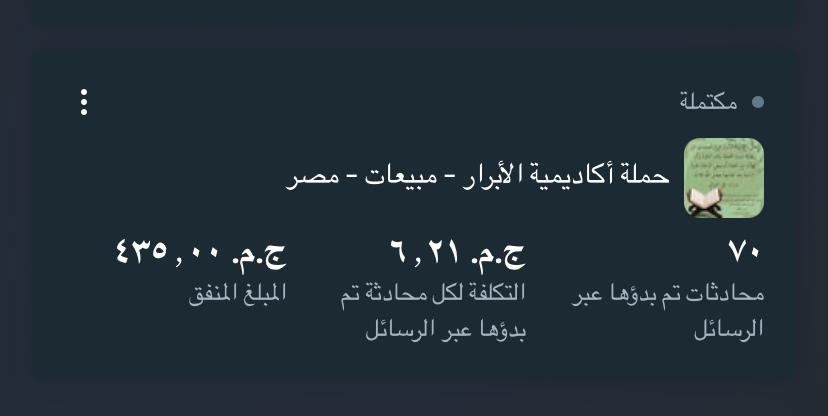 مكتملة
حملة أكاديمية الأبرار - مبيعات - مصر
٧٠
محادثات تم بدؤها عبر
الرسائل
ج.م. ٦,٢١
التكلفة لكل محادثة تم
بدؤها عبر الرسائل
ج.م. ٤٣٥,٠٠
المبلغ المنفق